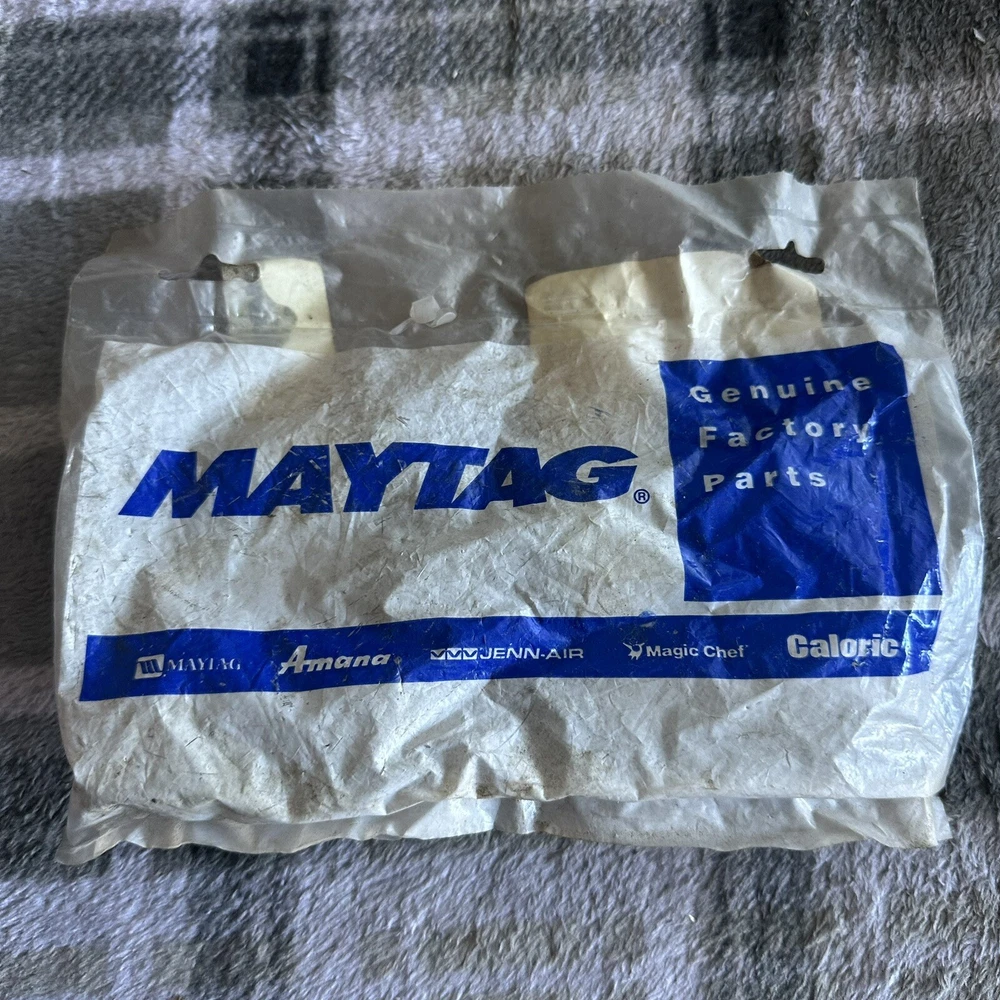 MAYTAG®
Genuine
Factory
Parts
MAYTAG Amana JENN-AIR Magic Chef Caloric